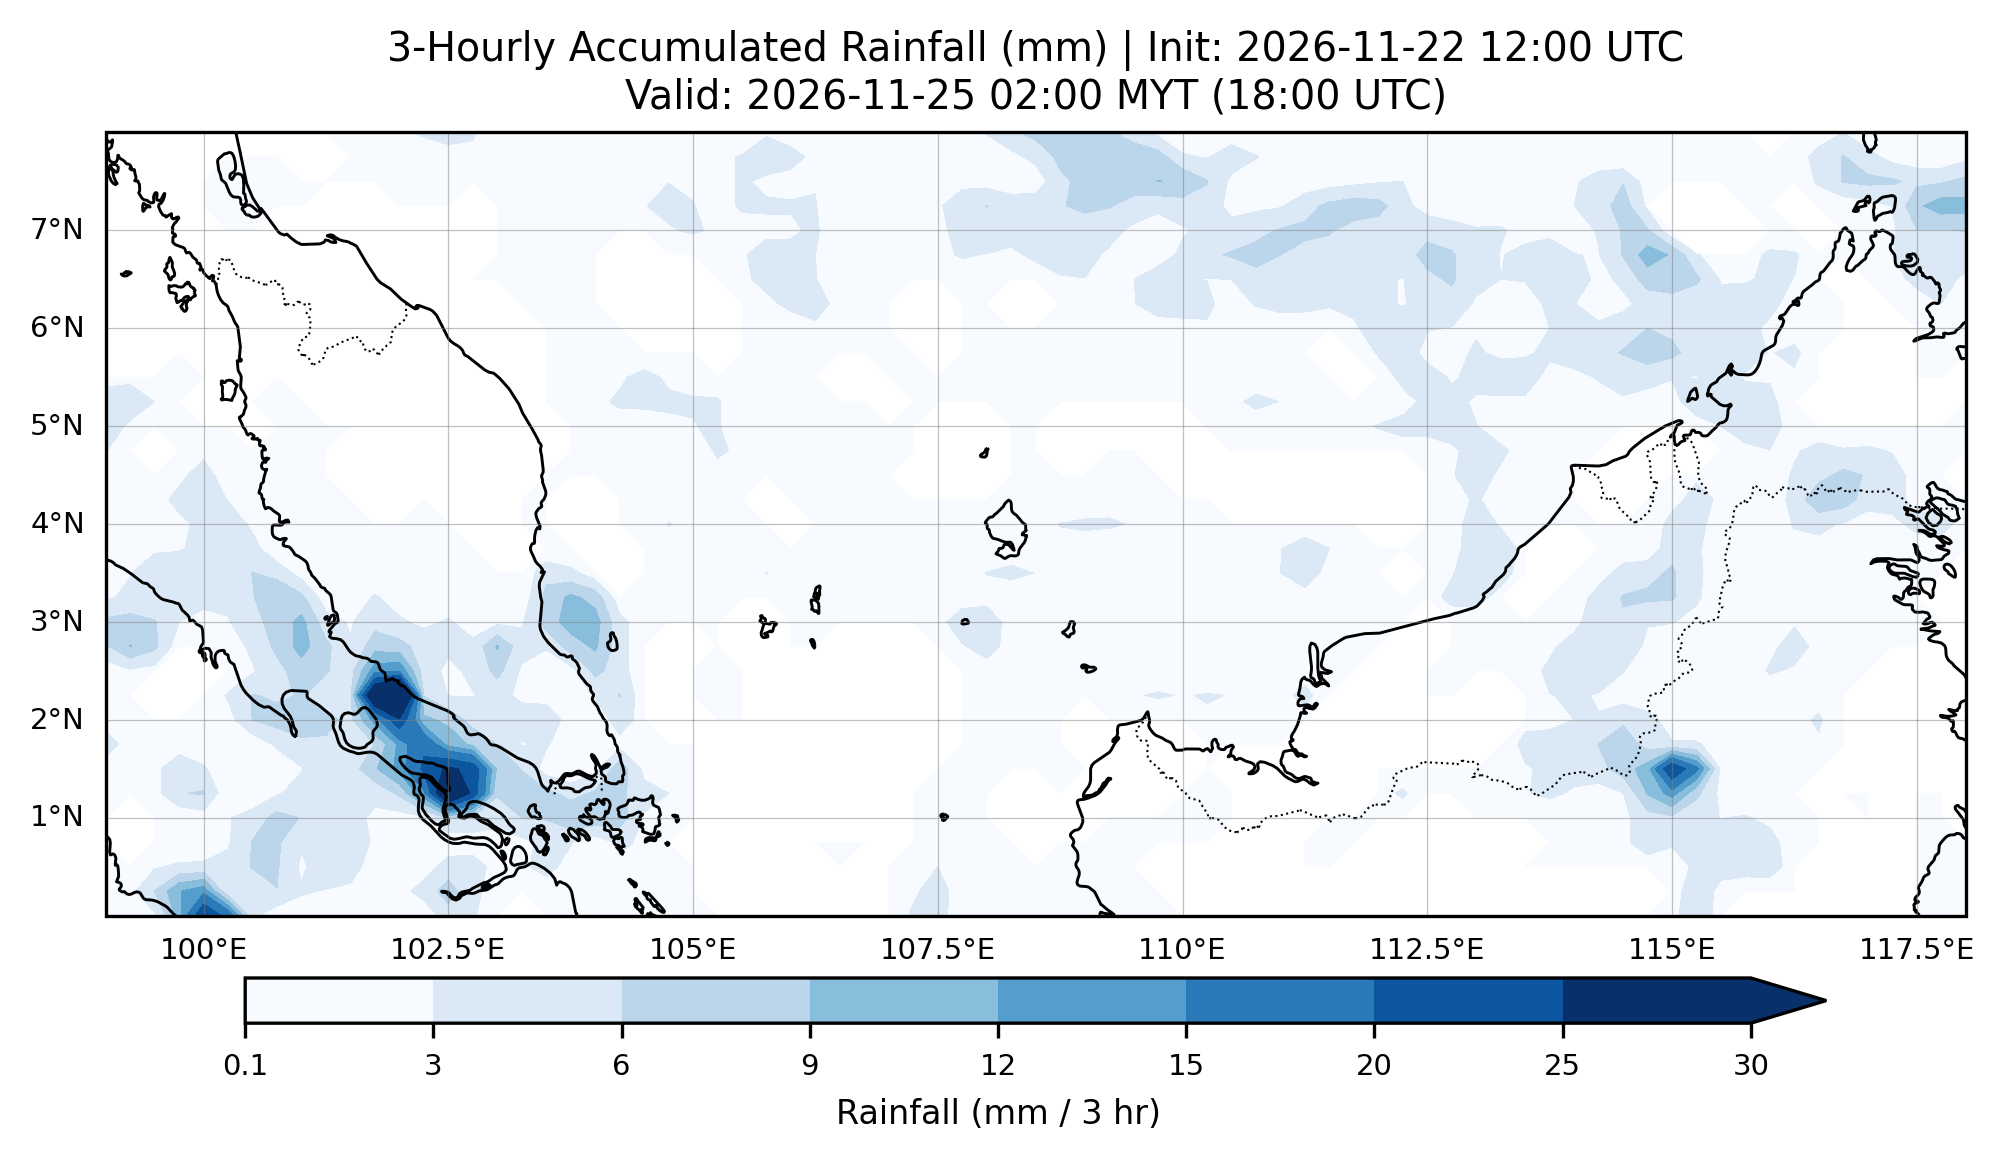 3-Hourly Accumulated Rainfall (mm) | Init: 2026-11-22 12:00 UTC
Valid: 2026-11-25 02:00 MYT (18:00 UTC)
7°N
6°N
5°N
4°N
3°N
2°N
1°N
100°E 102.5°E 105°E 107.5°E 110°E 112.5°E 115°E 117.5°E
0.1 3 6 9 12 15 20 25 30
Rainfall (mm / 3 hr)